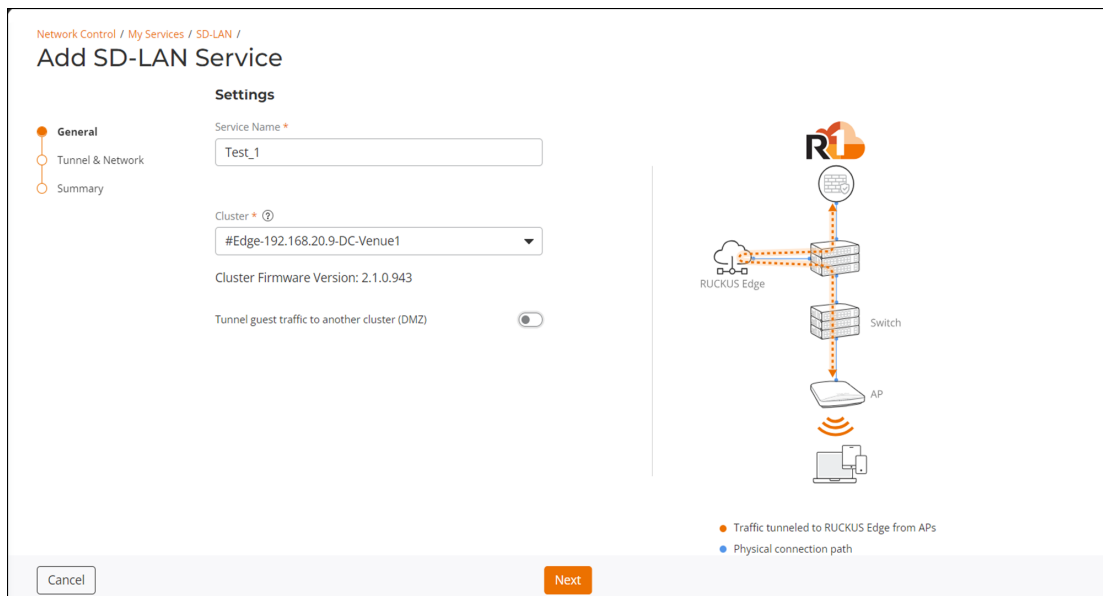 Network Control / My Services / SD-LAN /
Add SD-LAN Service
Settings
General
Tunnel & Network
Summary
Service Name *
Test_1
Cluster * ?
#Edge-192.168.20.9-DC-Venue1
Cluster Firmware Version: 2.1.0.943
Tunnel guest traffic to another cluster (DMZ)
R1
RUCKUS Edge
Switch
AP
Traffic tunneled to RUCKUS Edge from APs
Physical connection path
Cancel
Next